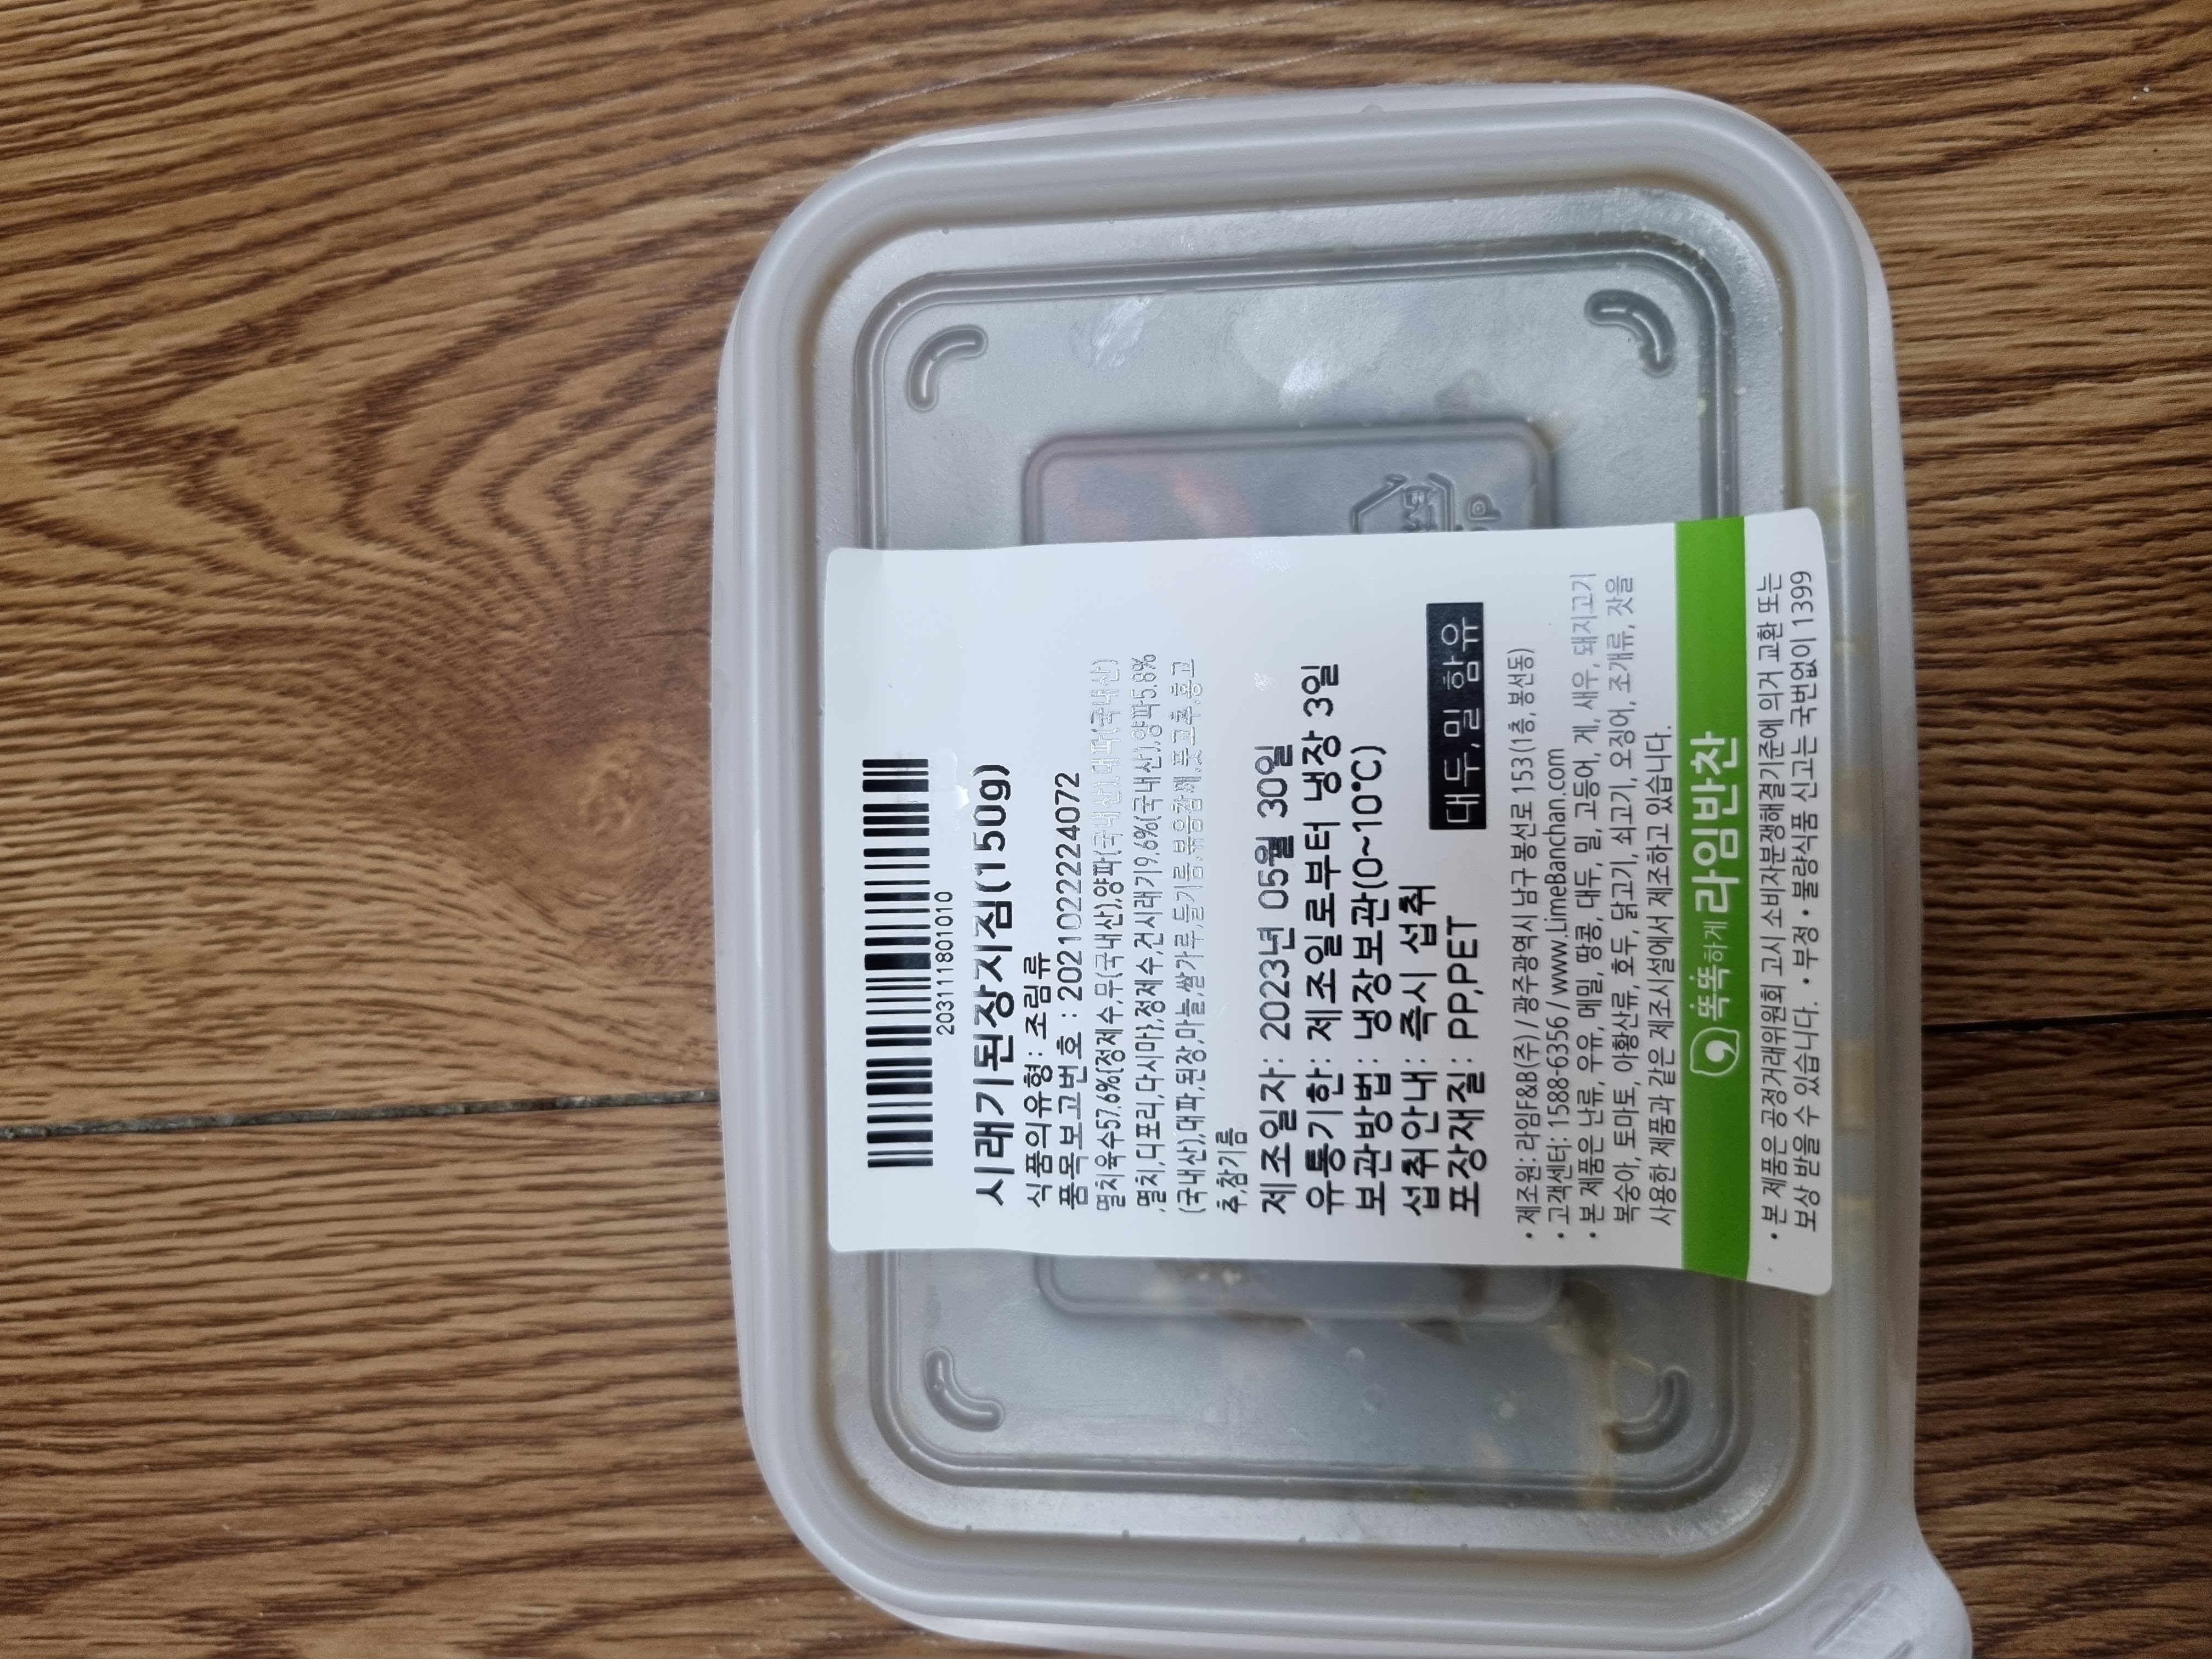 20311180101​0
시래기된장지짐(150g)
식품의유형: 조림류
품목보고번호 : 20210222224072
멸치육수57.6%{정제수,무(국내산),양파(국내산),대파(국내산)
,멸치,디포리,다시마},정제수,건시래기9.6%(국내산),양파5.8%
(국내산),대파,된장,마늘,쌀가루,들기름,볶음참깨,풋고추,홍고
추,참기름
제조일자: 2023년 05월 30일
유통기한: 제조일로부터 냉장 3일
보관방법: 냉장보관(0~10℃)
섭취안내: 즉시 섭취
포장재질: PP,PET
대두,밀 함유
• 제조원: 라임F&B(주) / 광주광역시 남구 봉선로 153(1층, 봉선동)
• 고객센터: 1588-6356 / www.LimeBanchan.com
• 본 제품은 난류, 우유, 메밀, 땅콩, 대두, 밀, 고등어, 게, 새우, 돼지고기
복숭아, 토마토, 아황산류, 호두, 닭고기, 쇠고기, 오징어, 조개류, 잣을
사용한 제품과 같은 제조시설에서 제조하고 있습니다.
똑똑하게 라임반찬
• 본 제품은 공정거래위원회 고시 소비자분쟁해결기준에 의거 교환 또는
보상 받을 수 있습니다. • 부정 • 불량식품 신고는 국번없이 1399